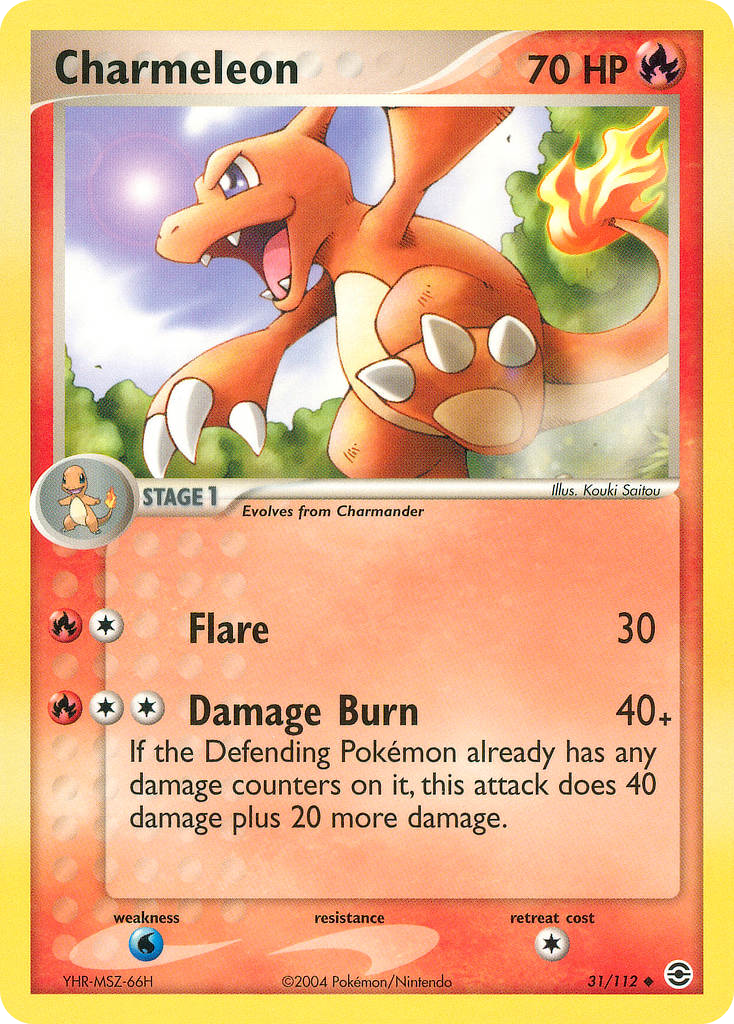 Charmeleon
70 HP
STAGE 1
Illus. Kouki Saitou
Evolves from Charmander
Flare 30
Damage Burn 40+
If the Defending Pokémon already has any
damage counters on it, this attack does 40
damage plus 20 more damage.
weakness resistance retreat cost
YHR-MSZ-66H ©2004 Pokémon/Nintendo 31/112